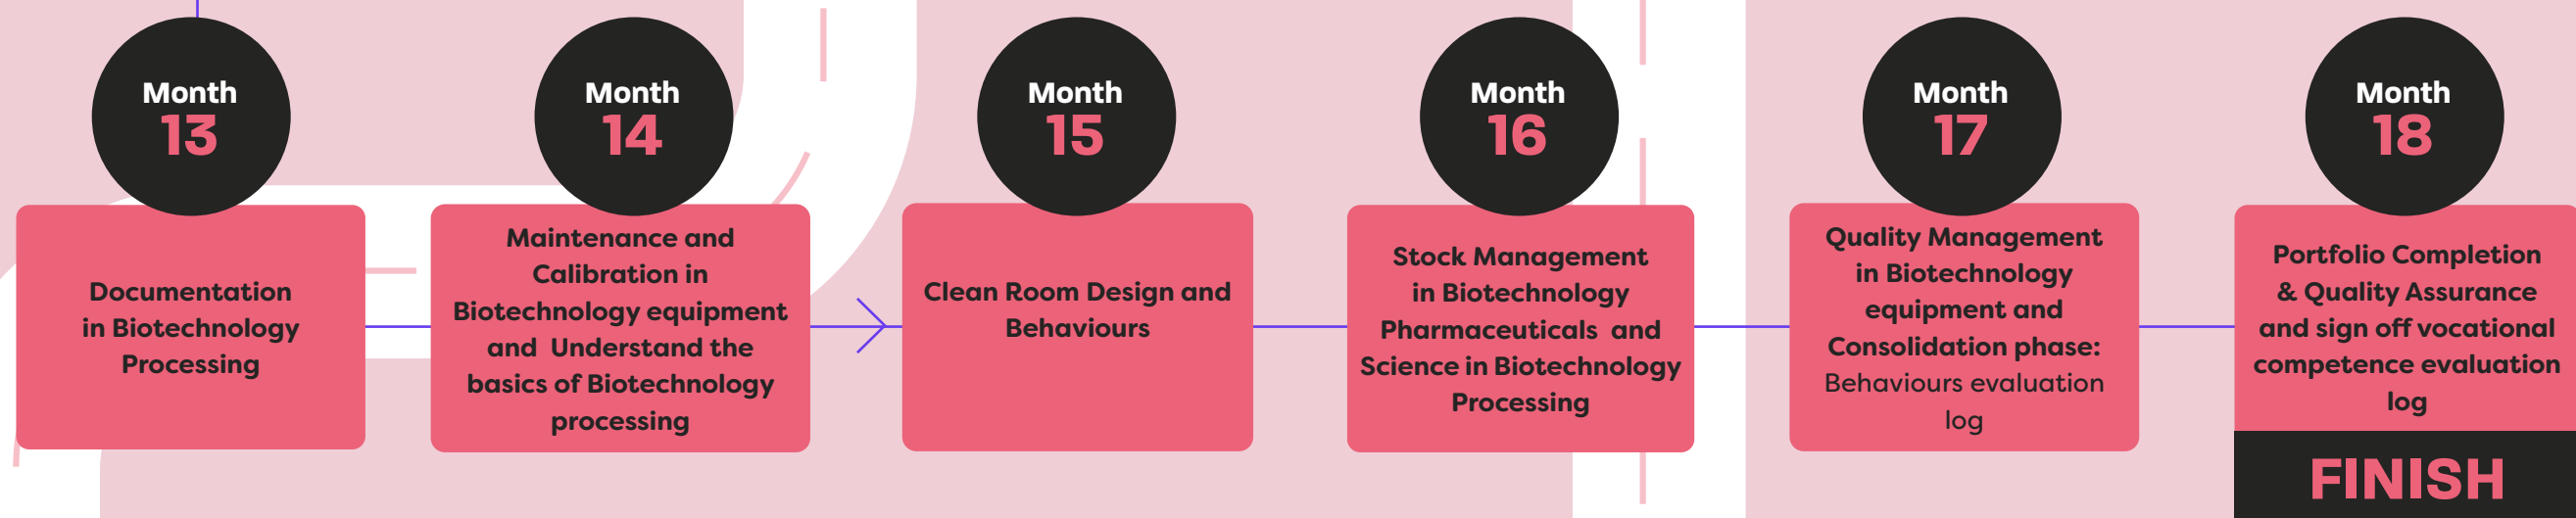 Month
13
Documentation
in Biotechnology
Processing
Month
14
Maintenance and
Calibration in
Biotechnology equipment
and  Understand the
basics of Biotechnology
processing
Month
15
Clean Room Design and
Behaviours
Month
16
Stock Management
in Biotechnology
Pharmaceuticals  and
Science in Biotechnology
Processing
Month
17
Quality Management
in Biotechnology
equipment and
Consolidation phase:
Behaviours evaluation
log
Month
18
Portfolio Completion
& Quality Assurance
and sign off vocational
competence evaluation
log
FINISH